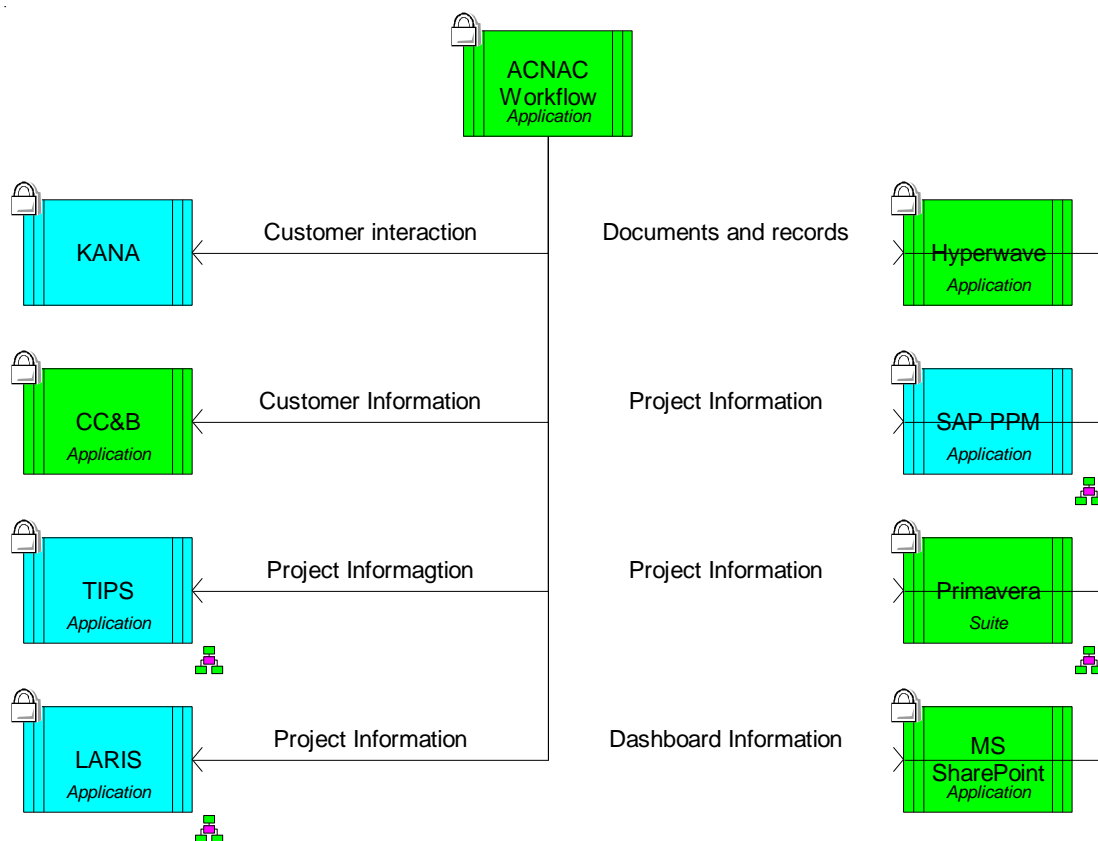 ACNAC
Workflow
Application
KANA
Customer interaction
Documents and records
Hyperwave
Application
CC&B
Application
Customer Information
Project Information
SAP PPM
Application
TIPS
Application
Project Informagtion
Project Information
Primavera
Suite
LARIS
Application
Project Information
Dashboard Information
MS
SharePoint
Application